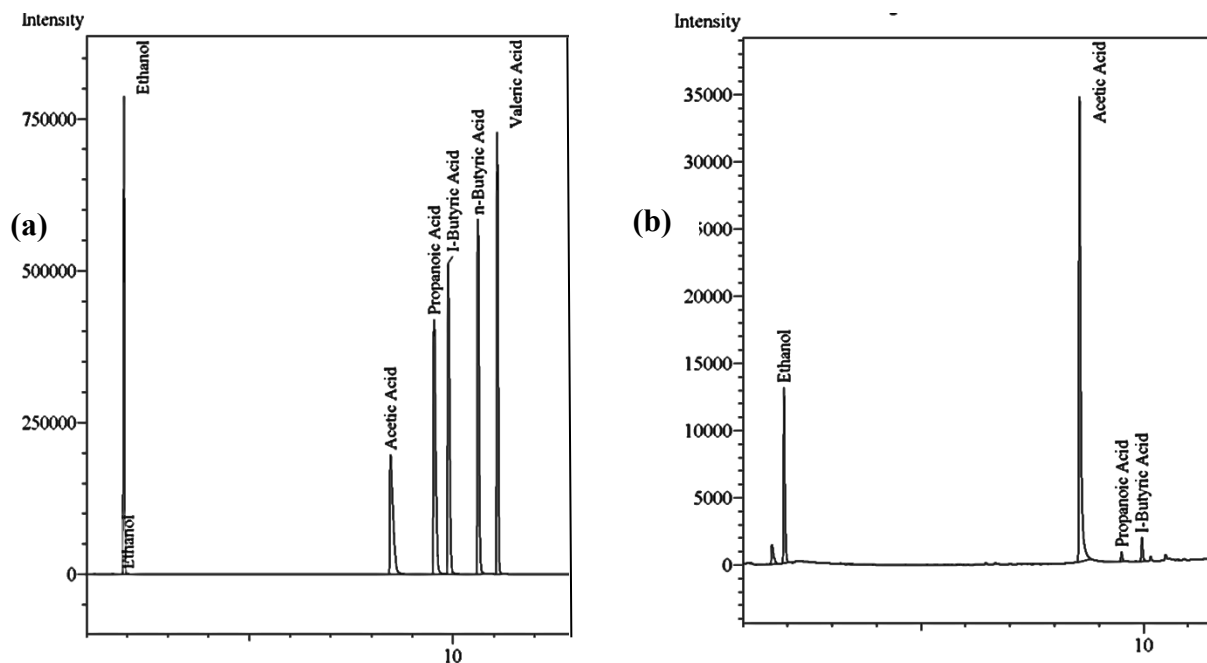 Intensity
(a)
750000
500000
250000
0
10
Ethanol
Ethanol
Acetic Acid
Propanoic Acid
I-Butyric Acid
n-Butyric Acid
Valeric Acid
Intensity
(b)
35000
30000
5000
20000
15000
10000
5000
0
10
Ethanol
Acetic Acid
Propanoic Acid
I-Butyric Acid